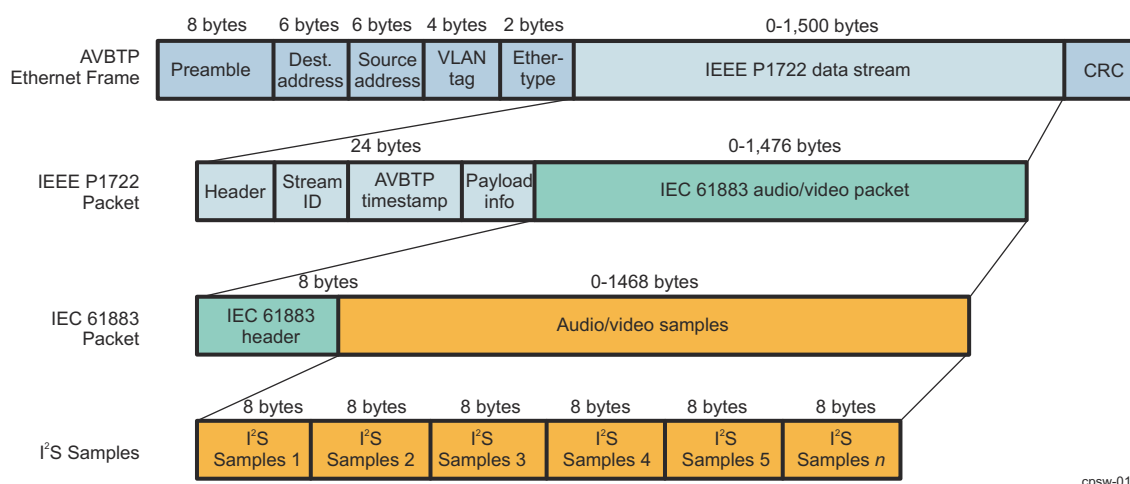 8 bytes 6 bytes 6 bytes 4 bytes 2 bytes 0-1,500 bytes
AVBTP
Ethernet Frame
Preamble
Dest.
address
Source
address
VLAN
tag
Ether-
type
IEEE P1722 data stream
CRC
24 bytes 0-1,476 bytes
IEEE P1722
Packet
Header
Stream
ID
AVBTP
timestamp
Payload
info
IEC 61883 audio/video packet
8 bytes 0-1468 bytes
IEC 61883
Packet
IEC 61883
header
Audio/video samples
8 bytes 8 bytes 8 bytes 8 bytes 8 bytes 8 bytes
I²S Samples
I²S
Samples 1
I²S
Samples 2
I²S
Samples 3
I²S
Samples 4
I²S
Samples 5
I²S
Samples n
cpsw-01